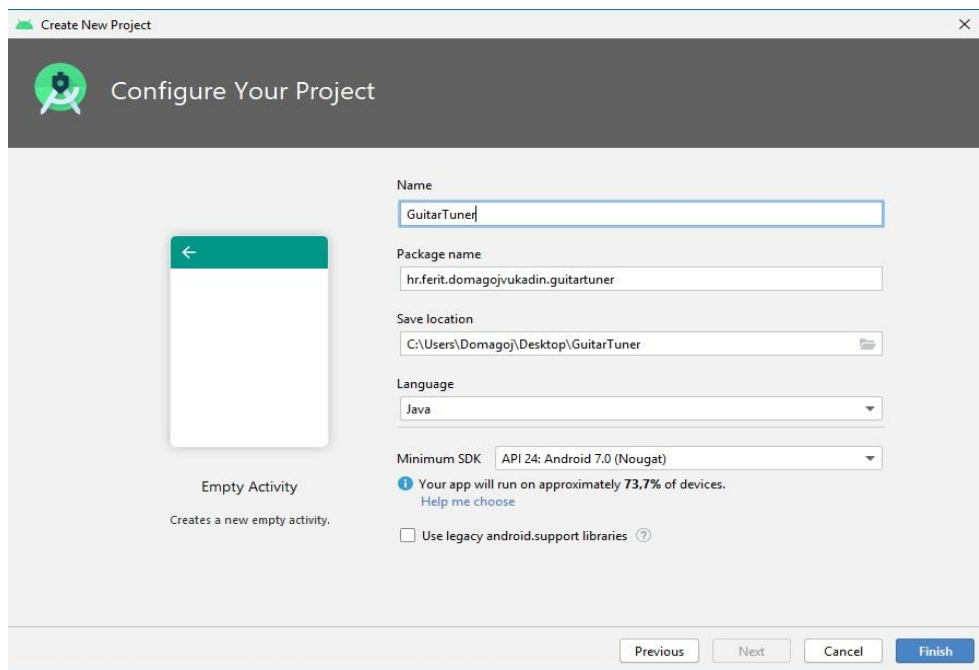 Create New Project
Configure Your Project
Name
GuitarTuner
Package name
hr.ferit.domagojvukadin.guitartuner
Save location
C:\Users\Domagoj\Desktop\GuitarTuner
Language
Java
Minimum SDK API 24: Android 7.0 (Nougat)
Your app will run on approximately 73,7% of devices.
Help me choose
Use legacy android.support libraries ?
Empty Activity
Creates a new empty activity.
Previous Next Cancel Finish